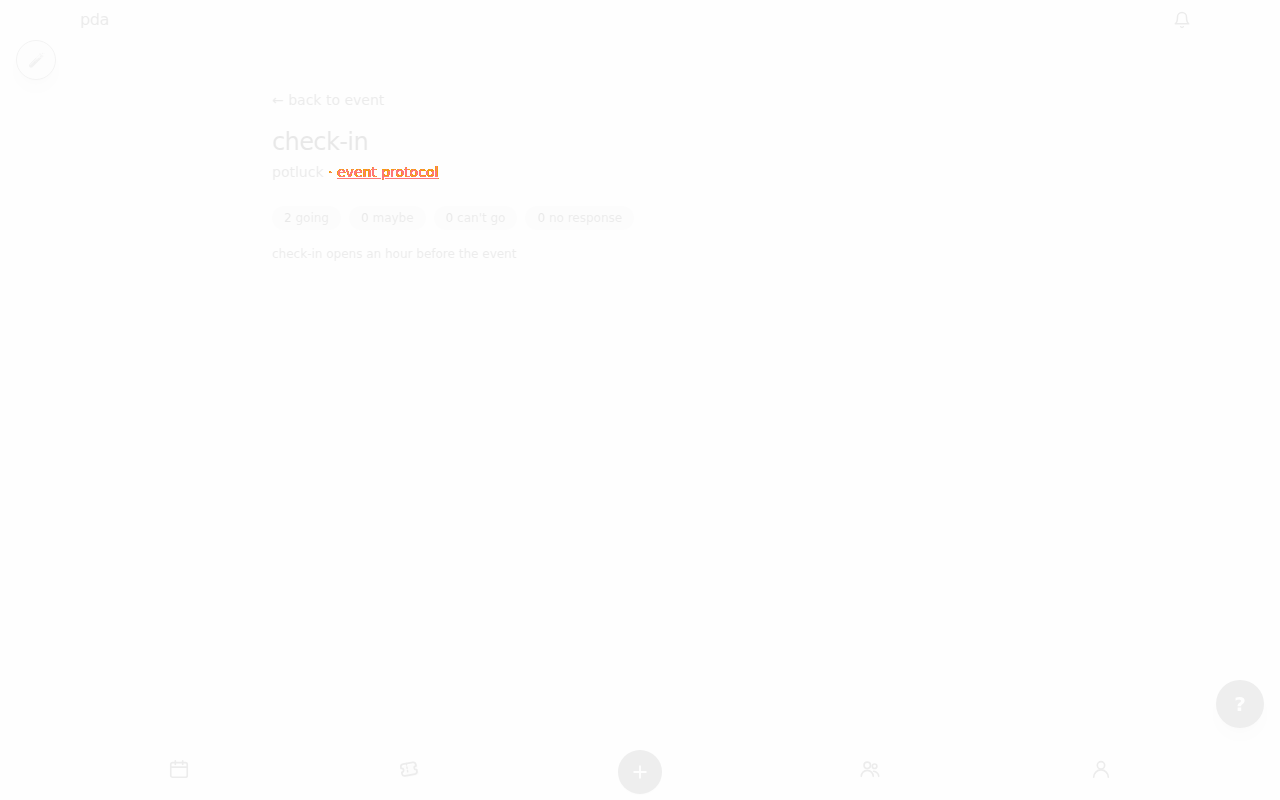 pda
← back to event
check-in
potluck · event protocol
2 going 0 maybe 0 can't go 0 no response
check-in opens an hour before the event
?
+